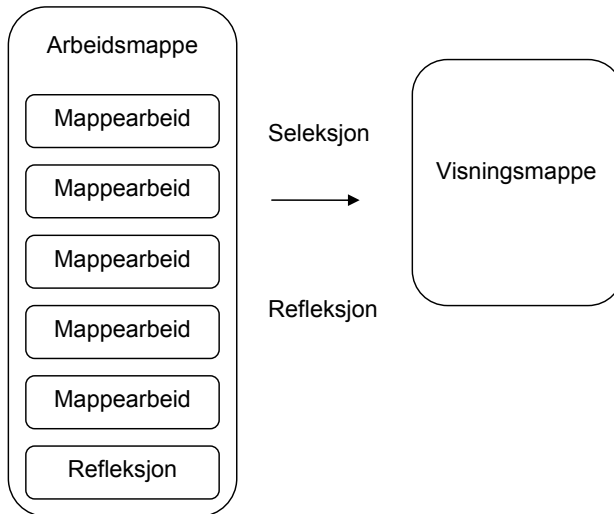 Arbeidsmappe
Mappearbeid
Mappearbeid
Mappearbeid
Mappearbeid
Mappearbeid
Refleksjon
Seleksjon
Refleksjon
Visningsmappe